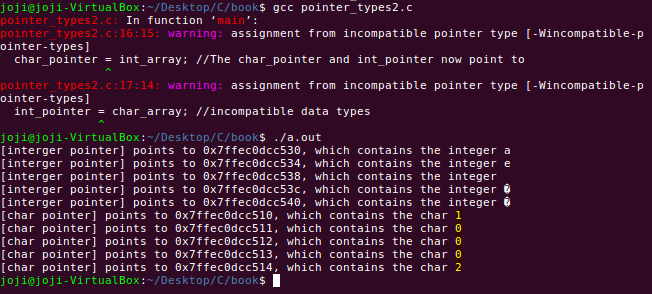 joji@joji-VirtualBox:~/Desktop/C/book$ gcc pointer_types2.c
pointer_types2.c: In function ‘main’:
pointer_types2.c:16:15: warning: assignment from incompatible pointer type [-Wincompatible-p
ointer-types]
  char_pointer = int_array; //The char_pointer and int_pointer now point to
               ^
pointer_types2.c:17:14: warning: assignment from incompatible pointer type [-Wincompatible-p
ointer-types]
  int_pointer = char_array; //incompatible data types
              ^
joji@joji-VirtualBox:~/Desktop/C/book$ ./a.out
[interger pointer] points to 0x7ffec0dcc530, which contains the integer a
[interger pointer] points to 0x7ffec0dcc534, which contains the integer e
[interger pointer] points to 0x7ffec0dcc538, which contains the integer
[interger pointer] points to 0x7ffec0dcc53c, which contains the integer �
[interger pointer] points to 0x7ffec0dcc540, which contains the integer �
[char pointer] points to 0x7ffec0dcc510, which contains the char 1
[char pointer] points to 0x7ffec0dcc511, which contains the char 0
[char pointer] points to 0x7ffec0dcc512, which contains the char 0
[char pointer] points to 0x7ffec0dcc513, which contains the char 0
[char pointer] points to 0x7ffec0dcc514, which contains the char 2
joji@joji-VirtualBox:~/Desktop/C/book$